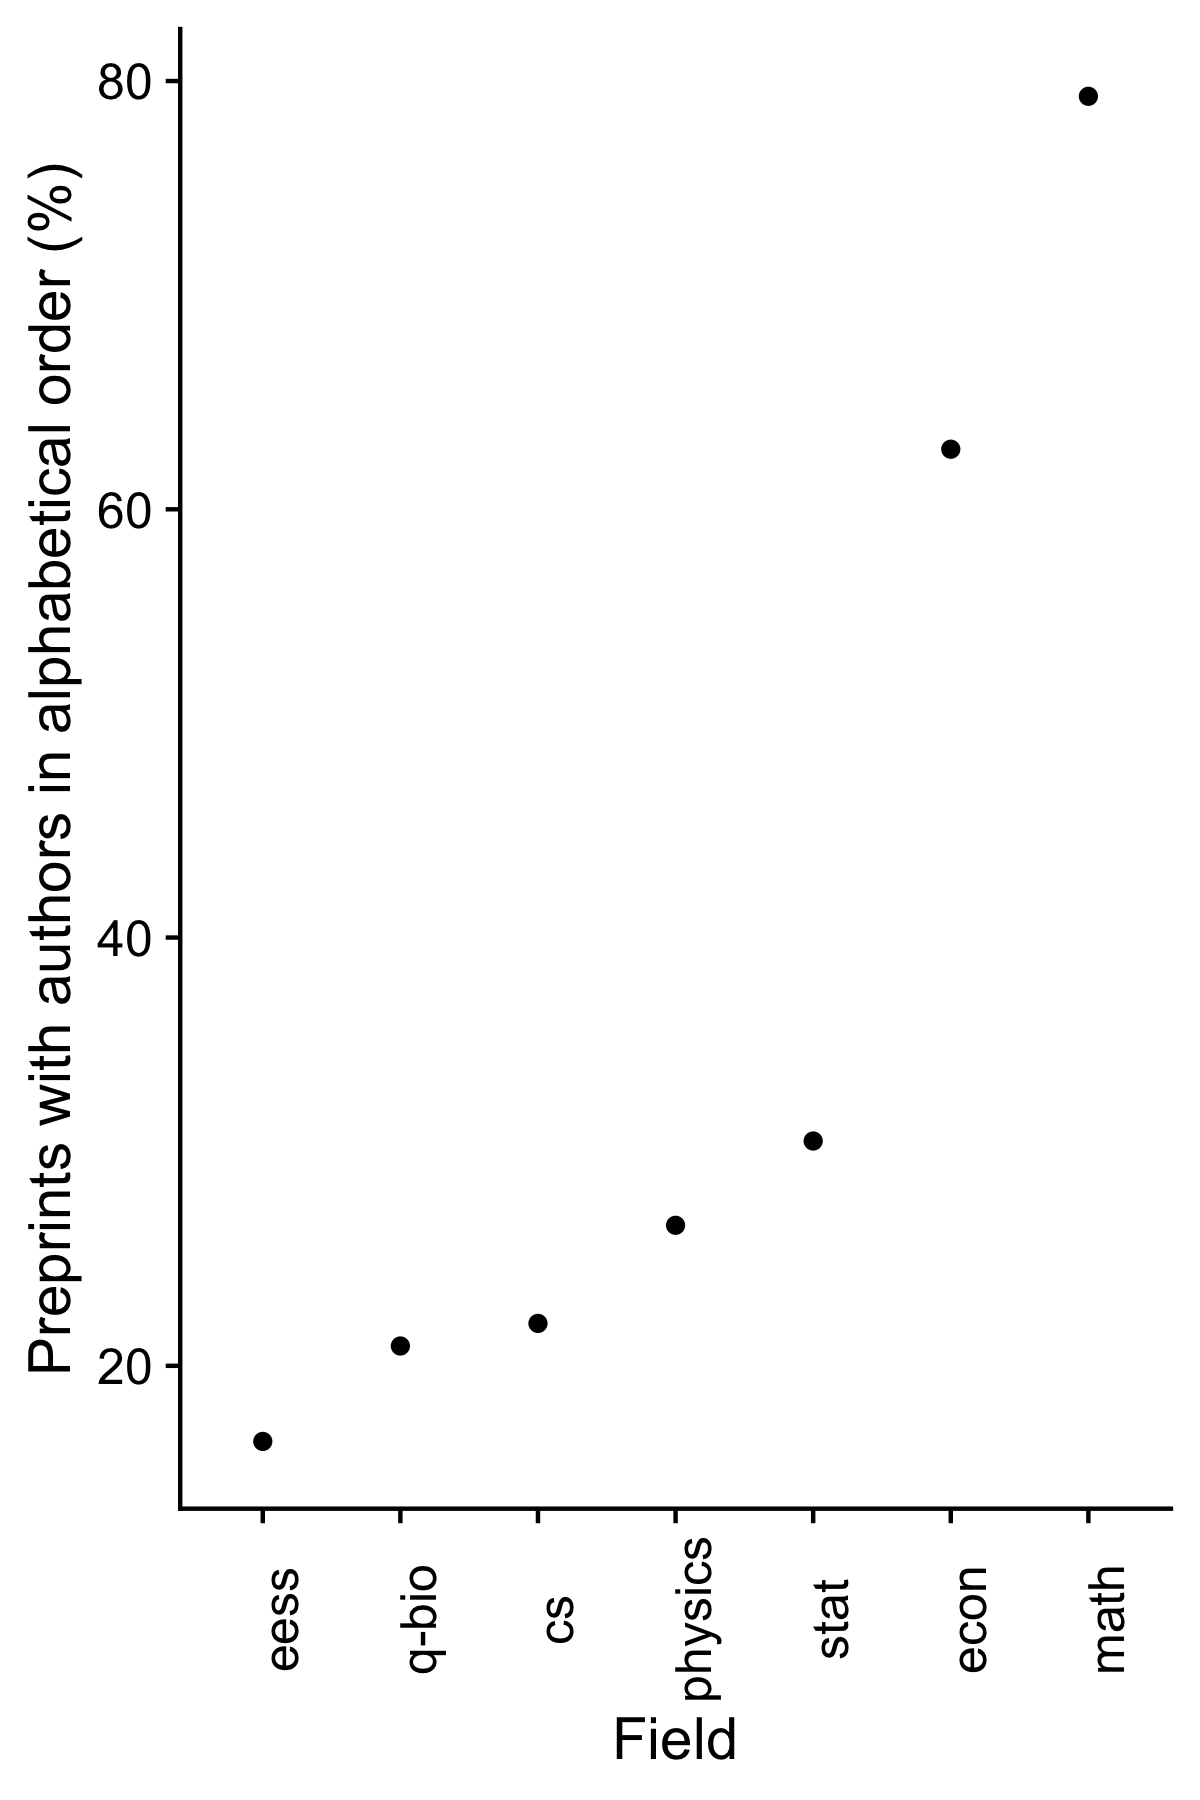 Preprints with authors in alphabetical order (%)
80
60
40
20
eess
q-bio
cs
physics
stat
econ
math
Field